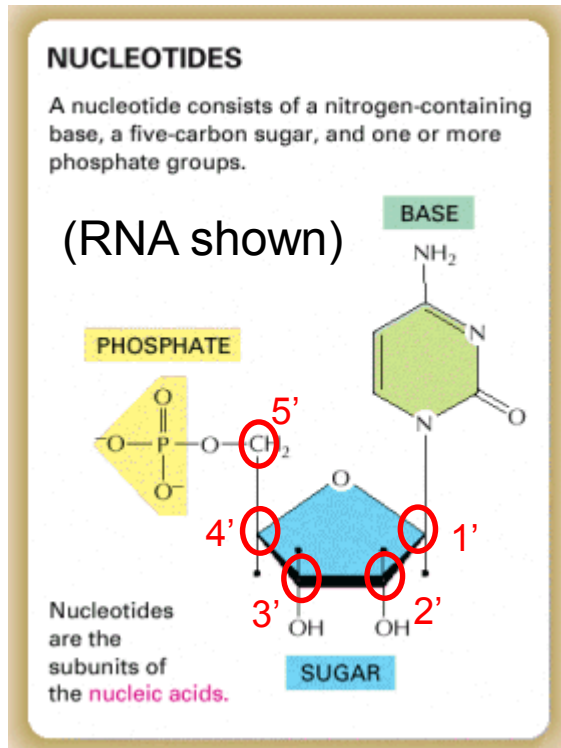 NUCLEOTIDES
A nucleotide consists of a nitrogen-containing
base, a five-carbon sugar, and one or more
phosphate groups.
(RNA shown)
BASE
NH₂
N
PHOSPHATE
O
5’
⁻O—P—O—CH₂
N
O
O⁻
O
4’
1’
3’
2’
OH
OH
Nucleotides
are the
subunits of
the nucleic acids.
SUGAR